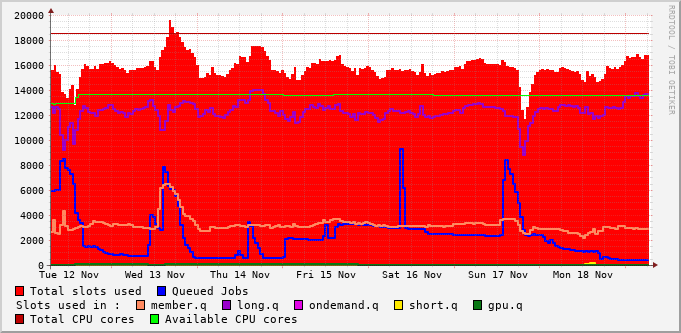 20000
18000
16000
14000
12000
10000
8000
6000
4000
2000
0
Tue 12 Nov Wed 13 Nov Thu 14 Nov Fri 15 Nov Sat 16 Nov Sun 17 Nov Mon 18 Nov
Total slots used Queued Jobs
Slots used in : member.q long.q ondemand.q short.q gpu.q
Total CPU cores Available CPU cores
RRDTOOL / TOBI OETIKER